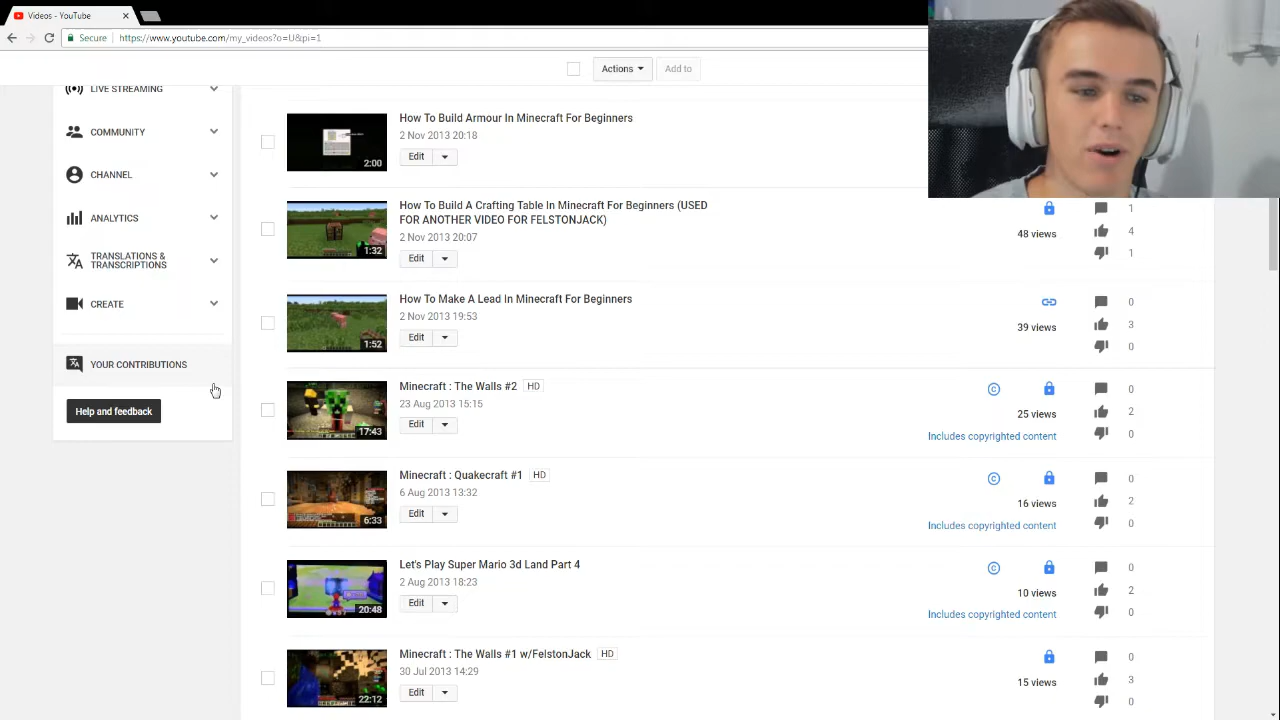 Videos - YouTube
Secure https://www.youtube.com/my_videos?o=U&pi=1
Actions Add to
LIVE STREAMING
COMMUNITY
CHANNEL
ANALYTICS
TRANSLATIONS &
TRANSCRIPTIONS
CREATE
YOUR CONTRIBUTIONS
Help and feedback
How To Build Armour In Minecraft For Beginners
2 Nov 2013 20:18
2:00
Edit
How To Build A Crafting Table In Minecraft For Beginners (USED
FOR ANOTHER VIDEO FOR FELSTONJACK)
2 Nov 2013 20:07
1:32
Edit
1
48 views
4
1
How To Make A Lead In Minecraft For Beginners
2 Nov 2013 19:53
1:52
Edit
0
39 views
3
0
Minecraft : The Walls #2 HD
23 Aug 2013 15:15
17:43
Edit
0
25 views
2
Includes copyrighted content
0
Minecraft : Quakecraft #1 HD
6 Aug 2013 13:32
6:33
Edit
0
16 views
2
Includes copyrighted content
0
Let's Play Super Mario 3d Land Part 4
2 Aug 2013 18:23
20:48
Edit
0
10 views
2
Includes copyrighted content
0
Minecraft : The Walls #1 w/FelstonJack HD
30 Jul 2013 14:29
22:12
Edit
0
15 views
3
0